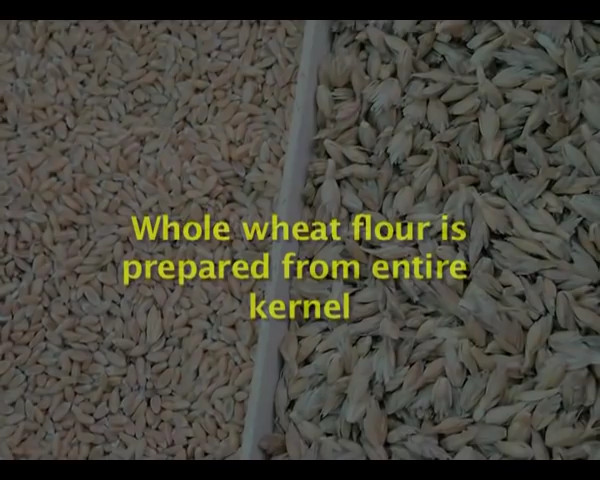 Whole wheat flour is
prepared from entire
kernel